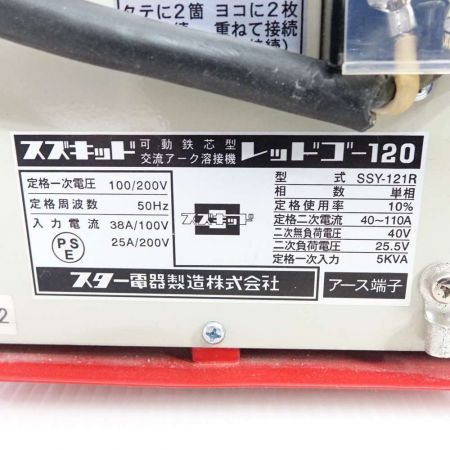 タテに2箇
ヨコに2枚
重ねて接続
スズキッド 可動鉄芯型 交流アーク溶接機 レッドゴー120
定格一次電圧 100/200V
定格周波数 50Hz
入力電流 38A/100V
25A/200V
PSE
スズキッド
型式 SSY-121R
相数 単相
定格使用率 10%
定格二次電流 40～110A
二次無負荷電圧 40V
二次負荷電圧 25.5V
定格一次入力 5KVA
スター電器製造株式会社
アース端子
2